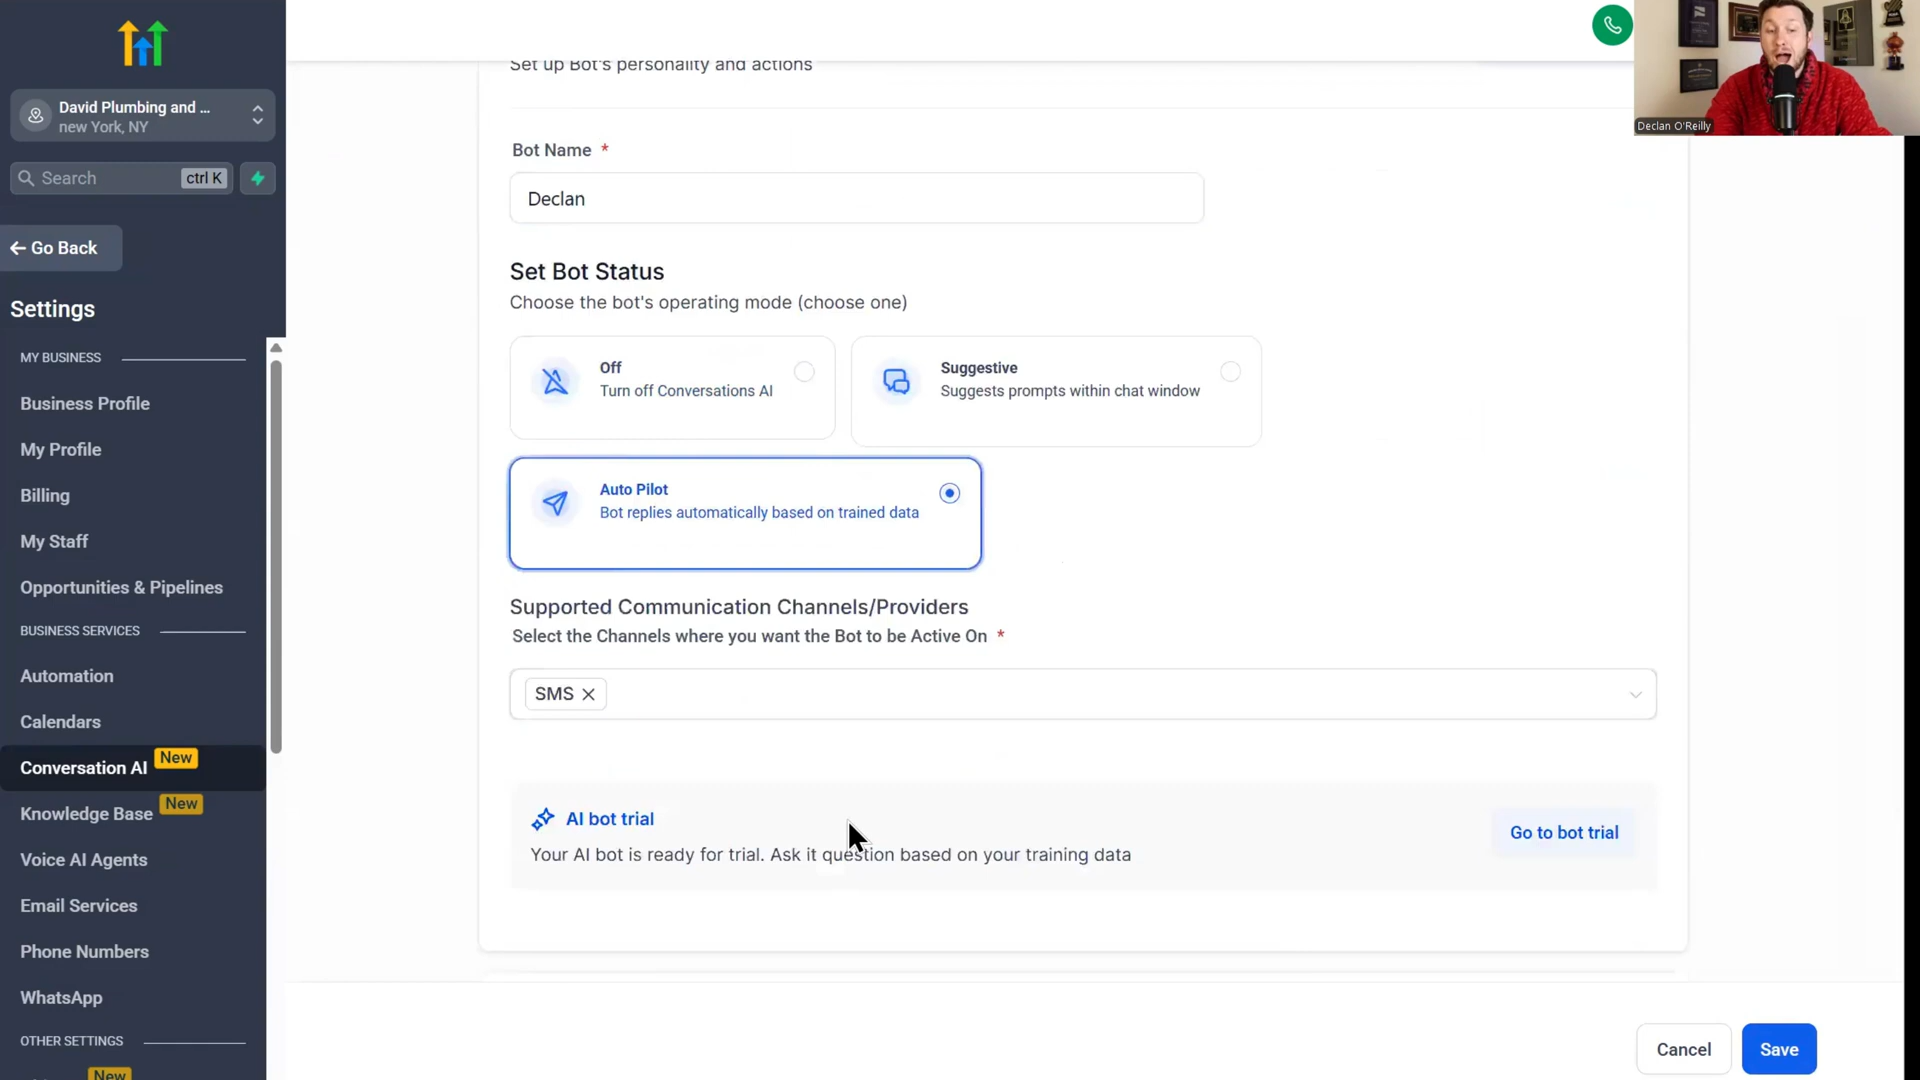 David Plumbing and ...
new York, NY
Search
ctrl K
Go Back
Settings
MY BUSINESS
Business Profile
My Profile
Billing
My Staff
Opportunities & Pipelines
BUSINESS SERVICES
Automation
Calendars
Conversation AI New
Knowledge Base New
Voice AI Agents
Email Services
Phone Numbers
WhatsApp
OTHER SETTINGS
New
Set up Bot's personality and actions
Bot Name *
Declan
Set Bot Status
Choose the bot's operating mode (choose one)
Off
Turn off Conversations AI
Suggestive
Suggests prompts within chat window
Auto Pilot
Bot replies automatically based on trained data
Supported Communication Channels/Providers
Select the Channels where you want the Bot to be Active On *
SMS
AI bot trial
Your AI bot is ready for trial. Ask it question based on your training data
Go to bot trial
Cancel
Save
Declan O'Reilly